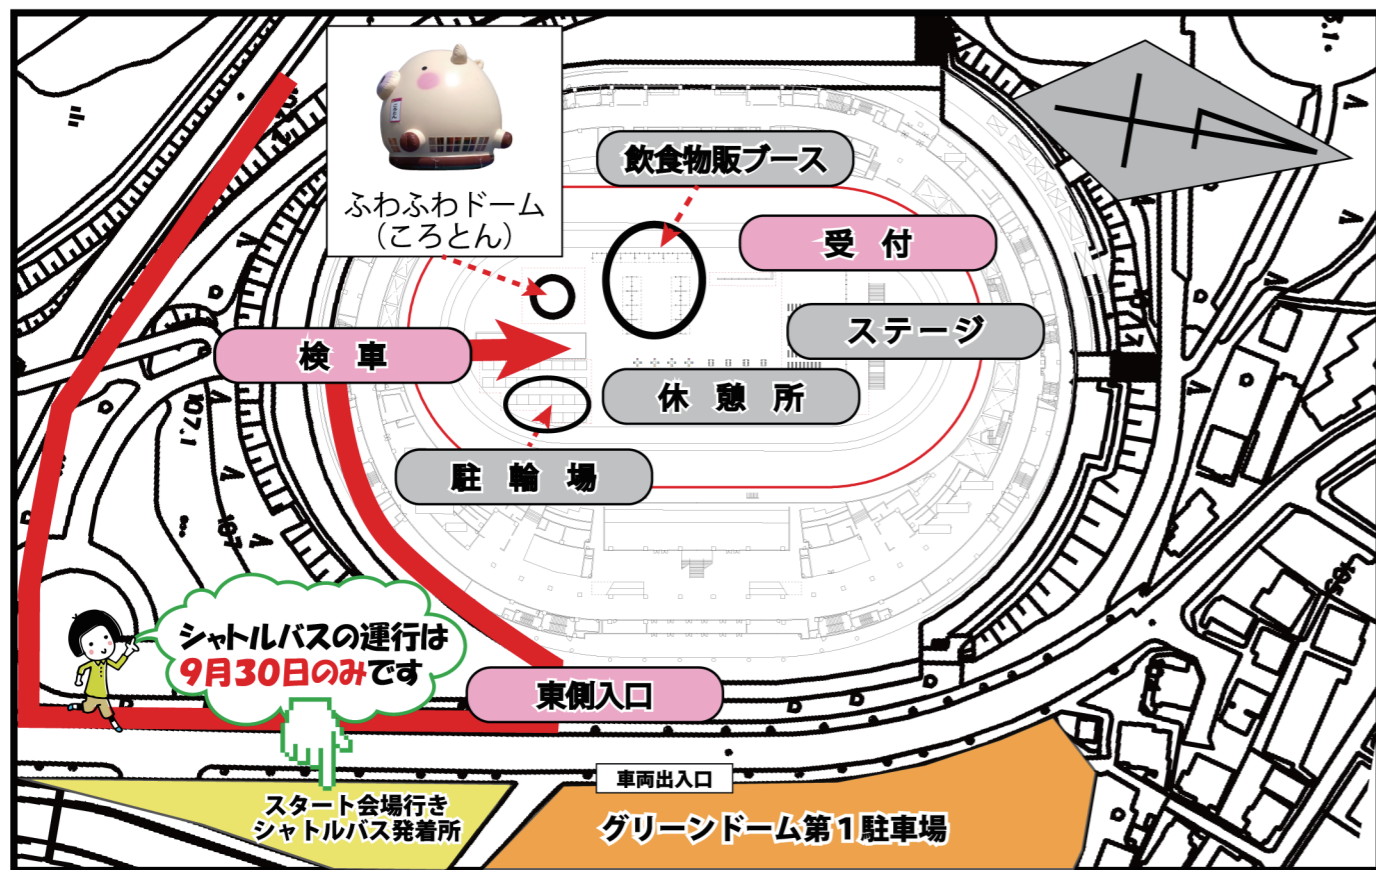 ふわふわドーム
（ころとん）
飲食物販ブース
受　付
ステージ
検　車
休　憩　所
駐　輪　場
107.1
107
105
シャトルバスの運行は
9月30日のみです
東側入口
車両出入口
スタート会場行き
シャトルバス発着所
グリーンドーム第1駐車場